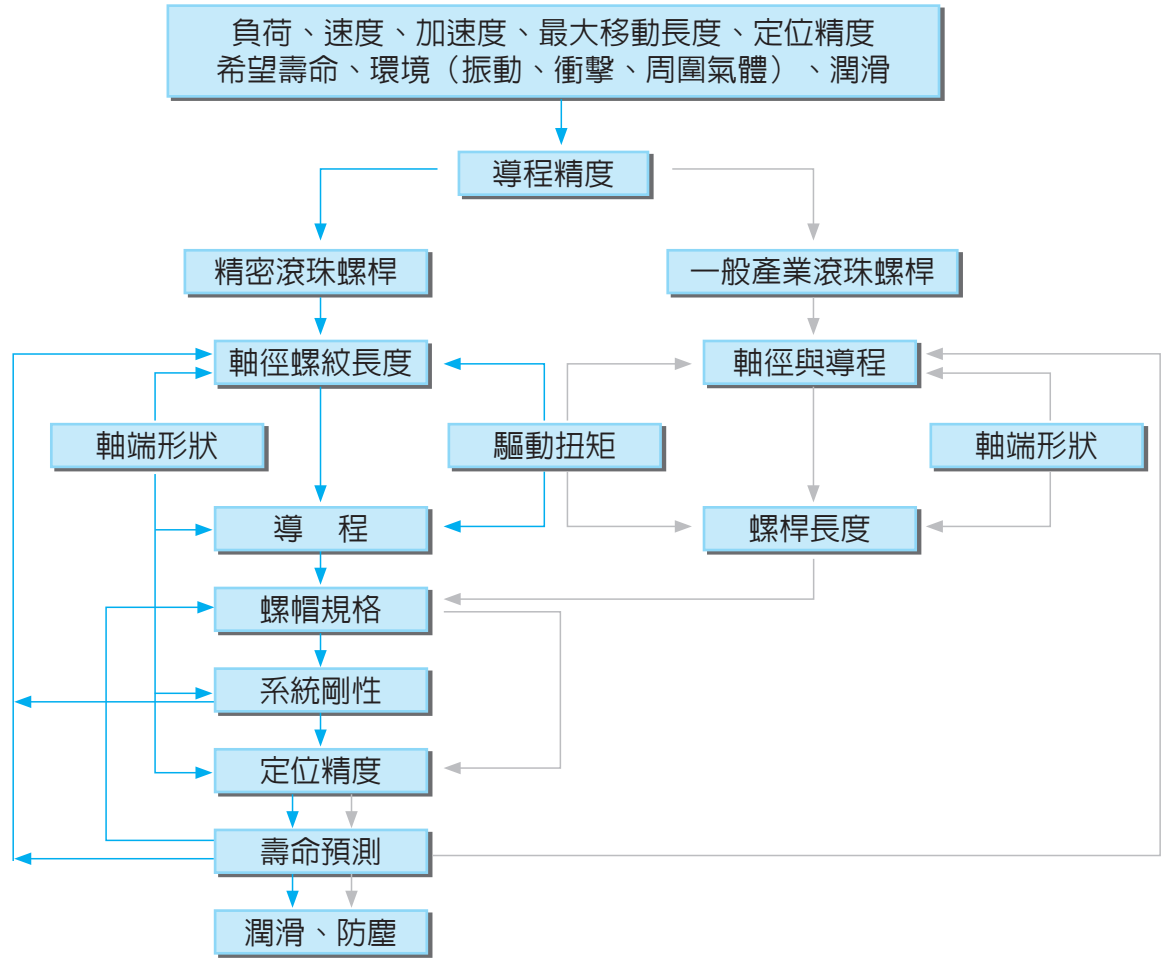 負荷、速度、加速度、最大移動長度、定位精度
希望壽命、環境（振動、衝擊、周圍氣體）、潤滑
導程精度
精密滾珠螺桿
一般產業滾珠螺桿
軸徑螺紋長度
軸徑與導程
軸端形狀
驅動扭矩
軸端形狀
導　程
螺桿長度
螺帽規格
系統剛性
定位精度
壽命預測
潤滑、防塵